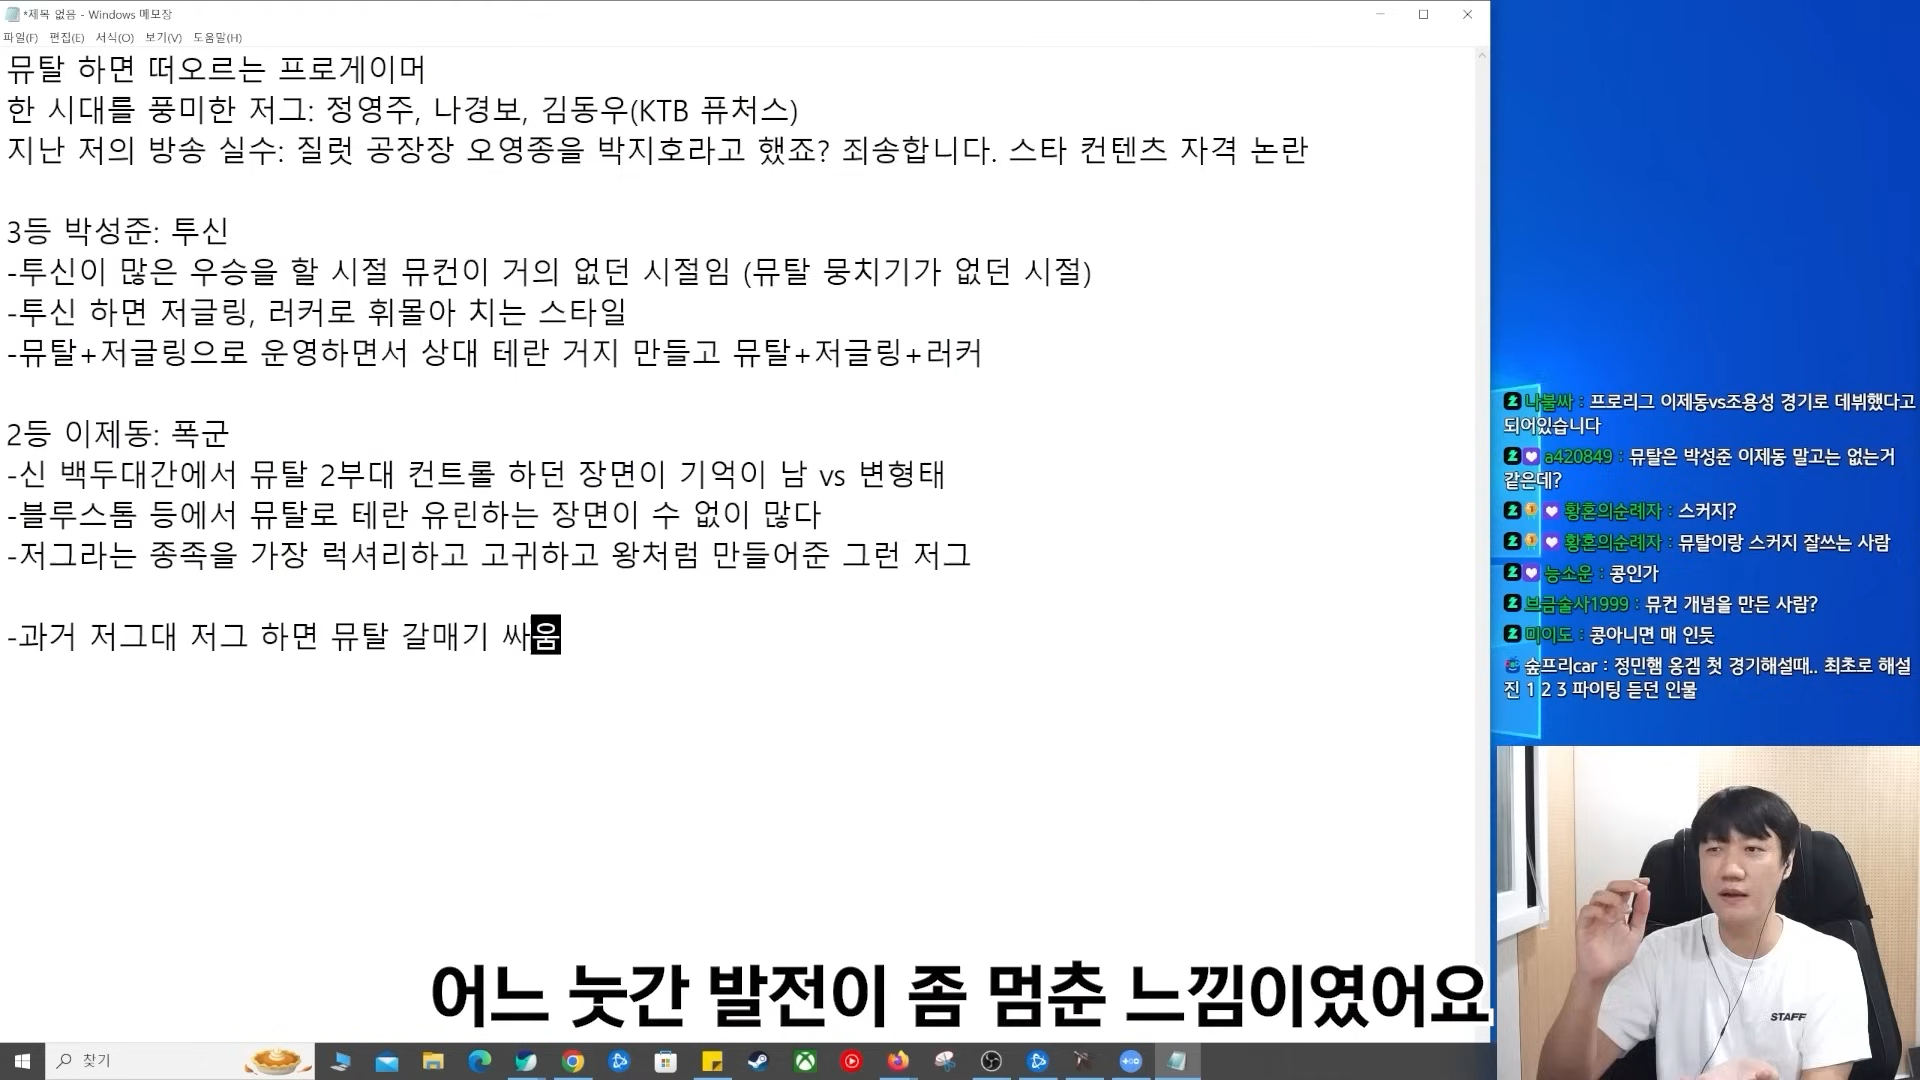 *제목 없음 - Windows 메모장
파일(F) 편집(E) 서식(O) 보기(V) 도움말(H)
뮤탈 하면 떠오르는 프로게이머
한 시대를 풍미한 저그: 정영주, 나경보, 김동우(KTB 퓨처스)
지난 저의 방송 실수: 질럿 공장장 오영종을 박지호라고 했죠? 죄송합니다. 스타 컨텐츠 자격 논란
3등 박성준: 투신
-투신이 많은 우승을 할 시절 뮤컨이 거의 없던 시절임 (뮤탈 뭉치기가 없던 시절)
-투신 하면 저글링, 러커로 휘몰아 치는 스타일
-뮤탈+저글링으로 운영하면서 상대 테란 거지 만들고 뮤탈+저글링+러커
2등 이제동: 폭군
-신 백두대간에서 뮤탈 2부대 컨트롤 하던 장면이 기억이 남 vs 변형태
-블루스톰 등에서 뮤탈로 테란 유린하는 장면이 수 없이 많다
-저그라는 종족을 가장 럭셔리하고 고귀하고 왕처럼 만들어준 그런 저그
-과거 저그대 저그 하면 뮤탈 갈매기 싸움
나불싸 : 프로리그 이제동vs조용성 경기로 데뷔했다고
되어있습니다
a420849 : 뮤탈은 박성준 이제동 말고는 없는거
같은데?
황혼의순례자 : 스커지?
황혼의순례자 : 뮤탈이랑 스커지 잘쓰는 사람
능소운 : 콩인가
브금술사1999 : 뮤컨 개념을 만든 사람?
미이도 : 콩아니면 매 인듯
숲프리car : 정민햄 옹겜 첫 경기해설때.. 최초로 해설
진 1 2 3 파이팅 듣던 인물
STAFF
어느 눗간 발전이 좀 멈춘 느낌이였어요
찾기